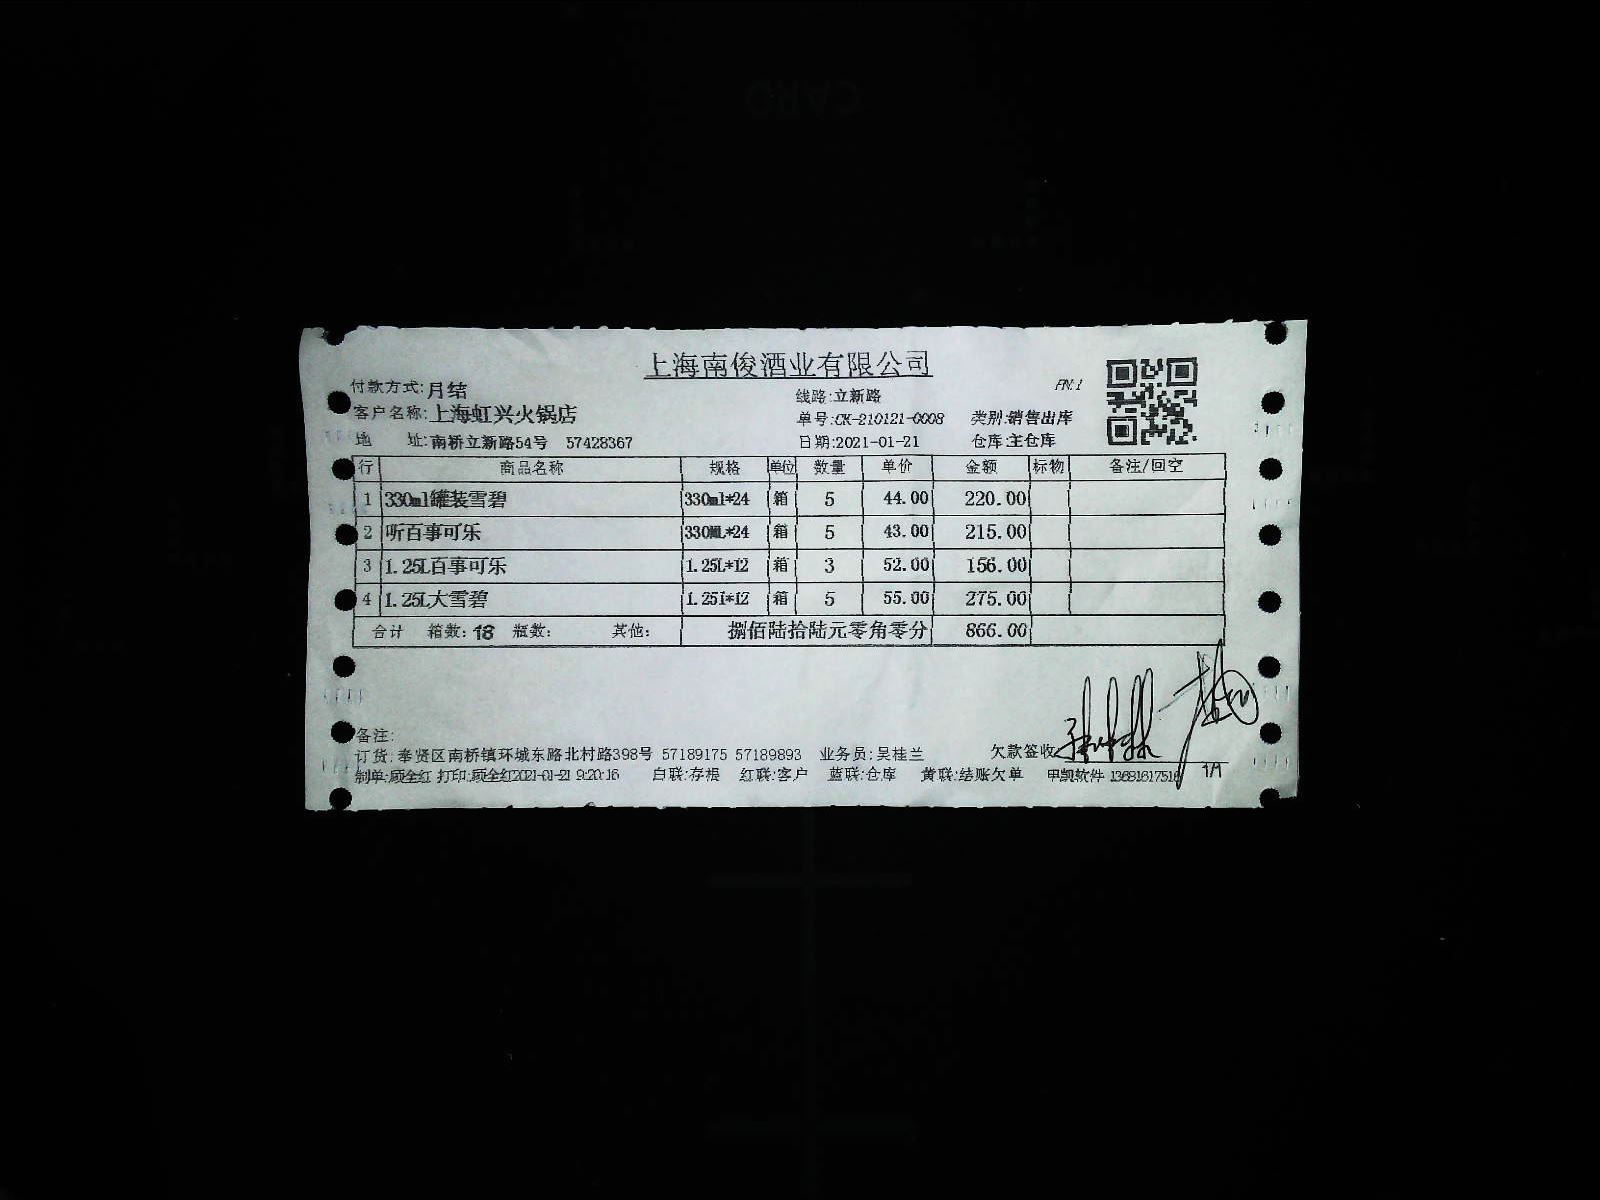 CARD
上海南俊酒业有限公司
付款方式:月结 线路:立新路 PN:1
客户名称:上海虹兴火锅店 单号:CK-210121-0008 类别:销售出库
地 址:南桥立新路54号 57428367 日期:2021-01-21 仓库:主仓库
行 商品名称 规格 单位 数量 单价 金额 标物 备注/回空
1 330ml罐装雪碧 330ml*24 箱 5 44.00 220.00
2 听百事可乐 330ML*24 箱 5 43.00 215.00
3 1.25L百事可乐 1.25L*12 箱 3 52.00 156.00
4 1.25L大雪碧 1.25l*12 箱 5 55.00 275.00
合计 箱数:18 瓶数: 其他: 捌佰陆拾陆元零角零分 866.00
备注:
订货:奉贤区南桥镇环城东路北村路398号 57189175 57189893 业务员:吴桂兰 欠款签收
制单:顾全红 打印:顾全红2021-01-21 9:20:16 白联:存根 红联:客户 蓝联:仓库 黄联:结账欠单 甲凯软件 13681617518 1/1